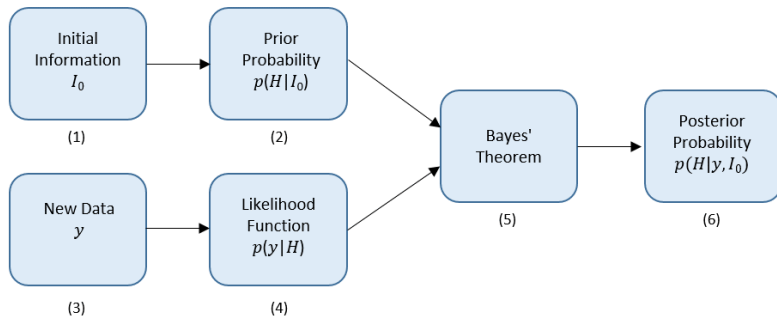 Initial
Information
I₀
(1)
Prior
Probability
p(H|I₀)
(2)
New Data
y
(3)
Likelihood
Function
p(y|H)
(4)
Bayes'
Theorem
(5)
Posterior
Probability
p(H|y, I₀)
(6)